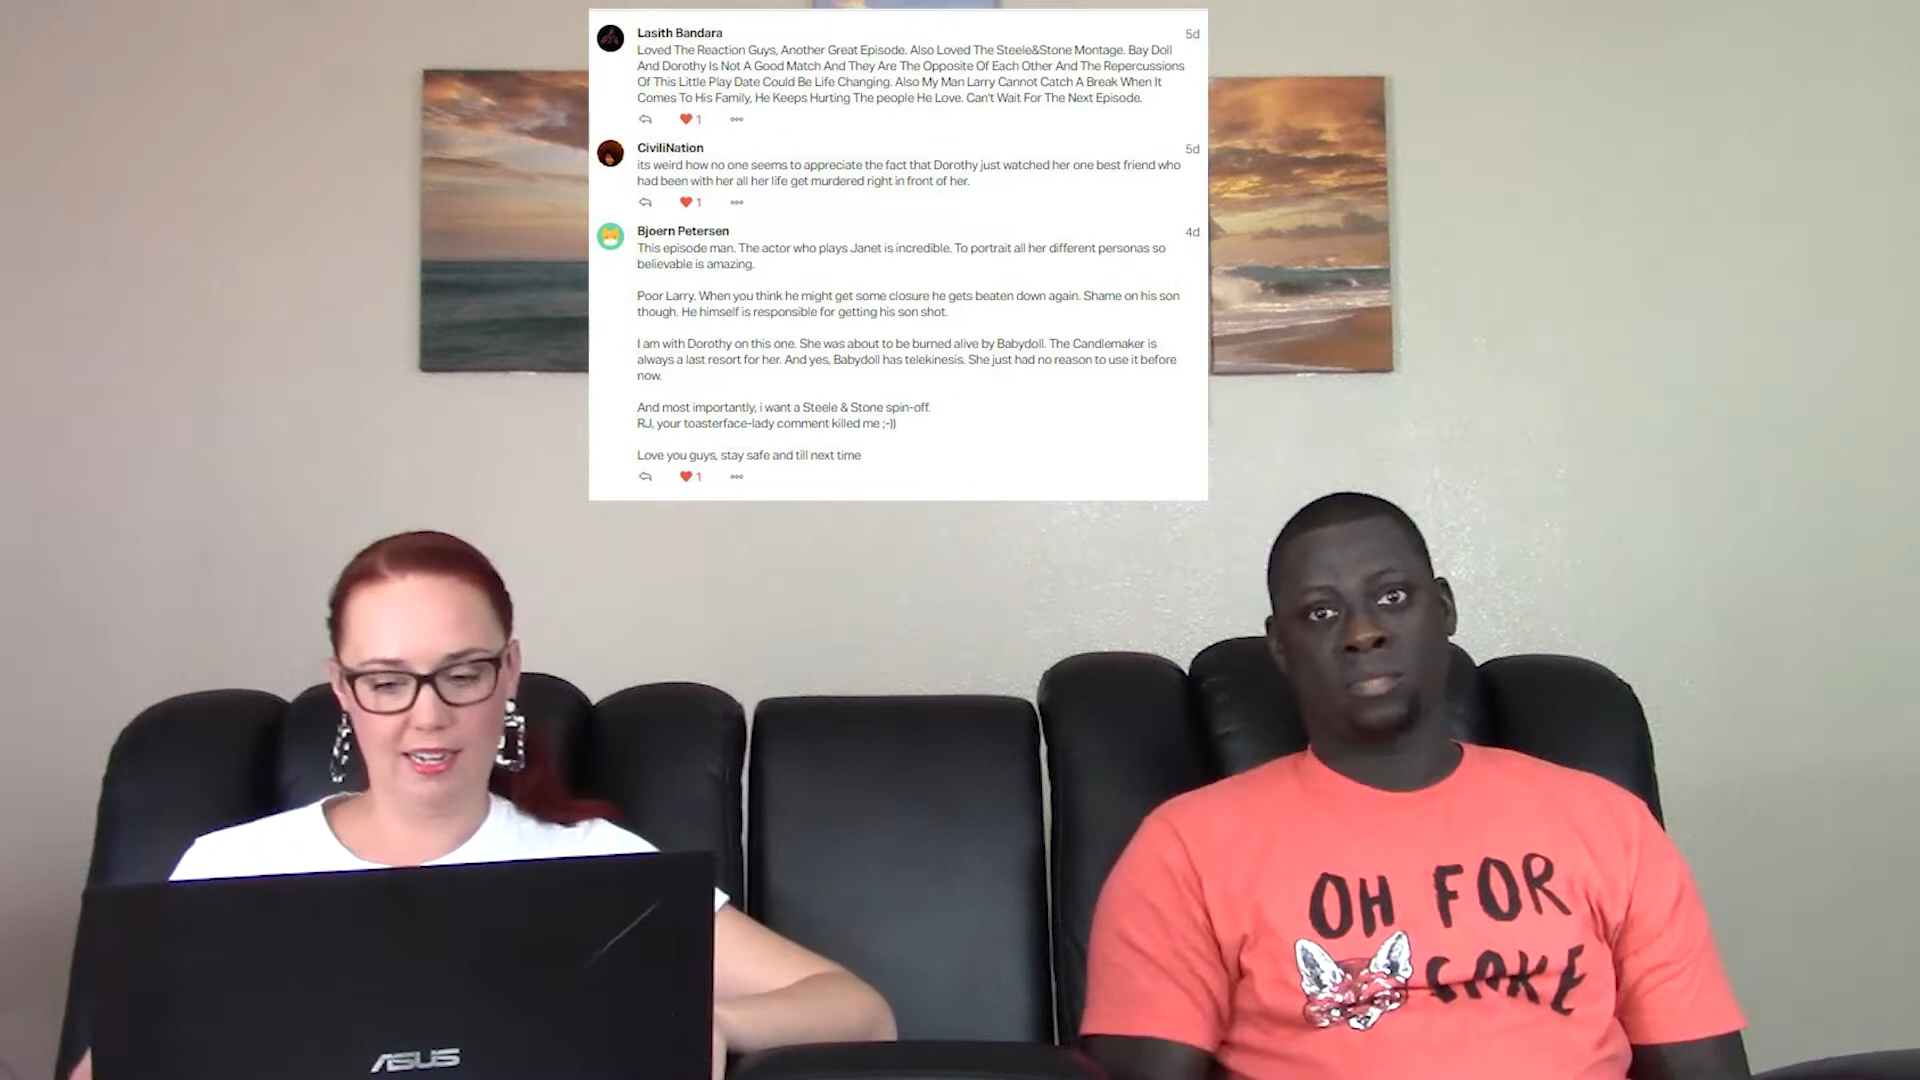 Lasith Bandara 5d
Loved The Reaction Guys, Another Great Episode. Also Loved The Steele&Stone Montage. Bay Doll
And Dorothy Is Not A Good Match And They Are The Opposite Of Each Other And The Repercussions
Of This Little Play Date Could Be Life Changing. Also My Man Larry Cannot Catch A Break When It
Comes To His Family, He Keeps Hurting The people He Love. Can't Wait For The Next Episode.
1
CiviliNation 5d
its weird how no one seems to appreciate the fact that Dorothy just watched her one best friend who
had been with her all her life get murdered right in front of her.
1
Bjoern Petersen 4d
This episode man. The actor who plays Janet is incredible. To portrait all her different personas so
believable is amazing.
Poor Larry. When you think he might get some closure he gets beaten down again. Shame on his son
though. He himself is responsible for getting his son shot.
I am with Dorothy on this one. She was about to be burned alive by Babydoll. The Candlemaker is
always a last resort for her. And yes, Babydoll has telekinesis. She just had no reason to use it before
now.
And most importantly, i want a Steele & Stone spin-off.
RJ, your toasterface-lady comment killed me ;-))
Love you guys, stay safe and till next time
1
OH FOR
SAKE
ASUS